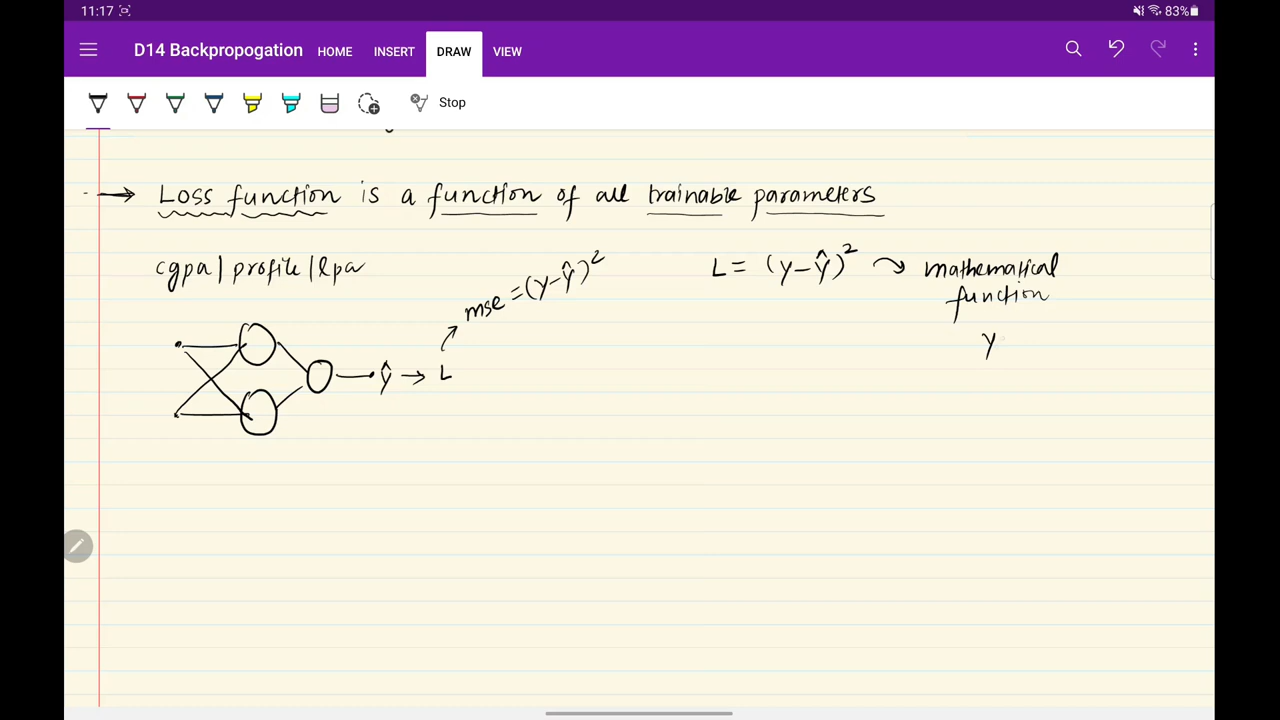 11:17
83%
D14 Backpropogation HOME INSERT DRAW VIEW
Stop
Loss function is a function of all trainable parameters
cgpa | profile | lpa
mse = (y-ŷ)²
L = (y-ŷ)² mathematical
function
y
ŷ → L